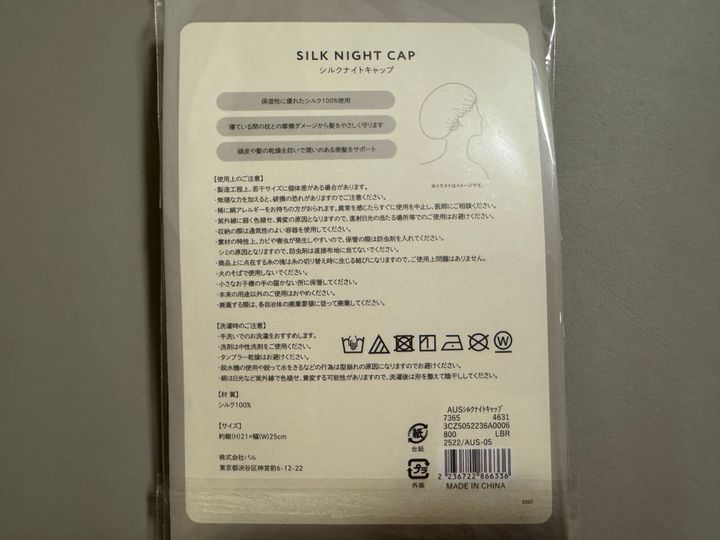 SILK NIGHT CAP
シルクナイトキャップ
保湿性に優れたシルク100%使用
寝ている間の枕との摩擦ダメージから髪をやさしく守ります
頭皮や髪の乾燥を防いで潤いのある美髪をサポート
※イラストはイメージです。
【使用上のご注意】
・製造工程上、若干サイズに個体差がある場合があります。
・無理な力を加えると、破損の恐れがありますのでご注意ください。
・稀に絹アレルギーをお持ちの方がおられます。異常を感じたらすぐに使用を中止し、医師にご相談ください。
・紫外線に弱く色褪せ、黄変の原因となりますので、直射日光の当たる場所等でのご使用はお避けください。
・収納の際は通気性のよい容器を使用してください。
・素材の特性上、カビや害虫が発生しやすいので、保管の際は防虫剤を入れてください。
シミの原因となりますので、防虫剤は直接布地に当てないでください。
・商品上に点在する糸の塊は糸の切り替え時に生じる結びになりますので、ご使用上問題はありません。
・火のそばで使用しないでください。
・小さなお子様の手の届かない所に保管してください。
・本来の用途以外のご使用はおやめください。
・廃棄する際は、各自治体の廃棄要領に従って廃棄してください。
【洗濯時のご注意】
・手洗いでのお洗濯をおすすめします。
・洗剤は中性洗剤をご使用ください。
・タンブラー乾燥はお避けください。
・脱水機の使用や絞って水をきるなどの行為は型崩れの原因になりますのでお避けください。
・絹は日光など紫外線で色褪せ、黄変する可能性がありますので、洗濯後は形を整えて陰干ししてください。
W
【材 質】
シルク100%
【サイズ】
約縦(H)21×幅(W)25cm
株式会社パル
東京都渋谷区神宮前6-12-22
紙
台紙
プラ
外装
AUSシルクナイトキャップ
7365 4631
3CZ5052236A0006
800 LBR
2522/AUS-05
2 236722 866336
MADE IN CHINA
5347